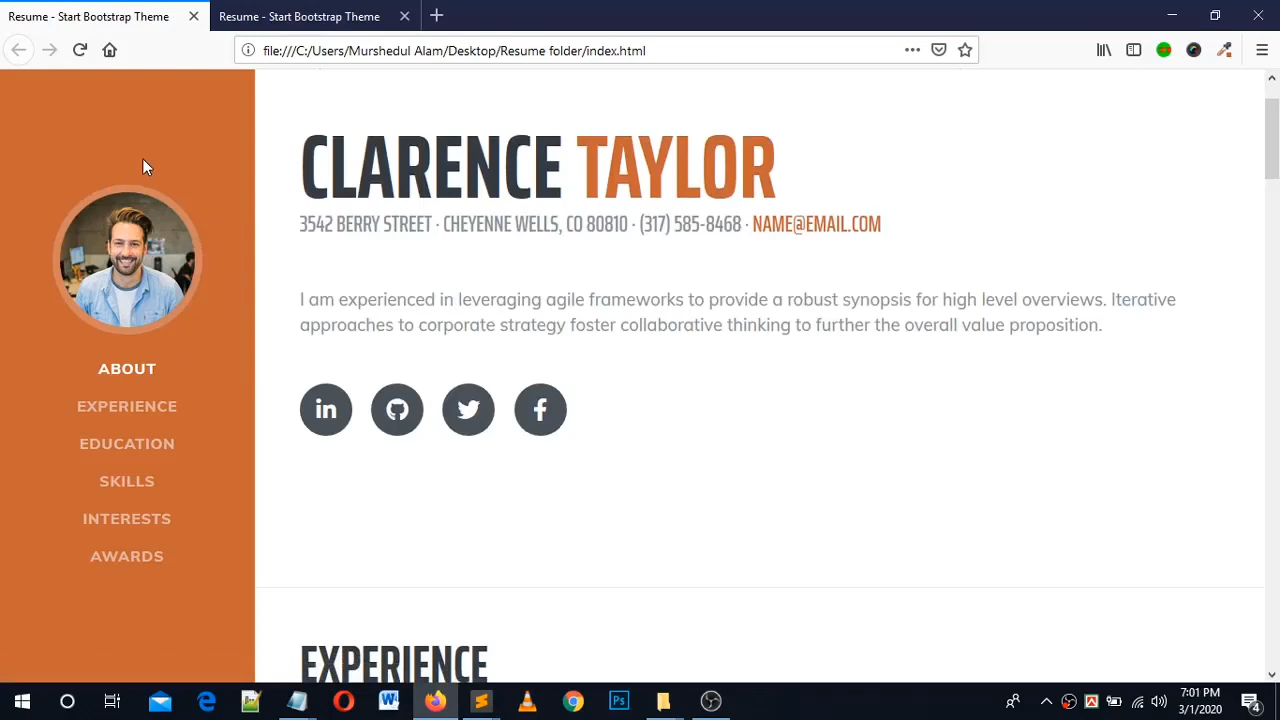 Resume - Start Bootstrap Theme
Resume - Start Bootstrap Theme
file:///C:/Users/Murshedul Alam/Desktop/Resume folder/index.html
CLARENCE TAYLOR
3542 BERRY STREET · CHEYENNE WELLS, CO 80810 · (317) 585-8468 · NAME@EMAIL.COM
I am experienced in leveraging agile frameworks to provide a robust synopsis for high level overviews. Iterative
approaches to corporate strategy foster collaborative thinking to further the overall value proposition.
in
ABOUT
EXPERIENCE
EDUCATION
SKILLS
INTERESTS
AWARDS
EXPERIENCE
Ps
7:01 PM
3/1/2020
4